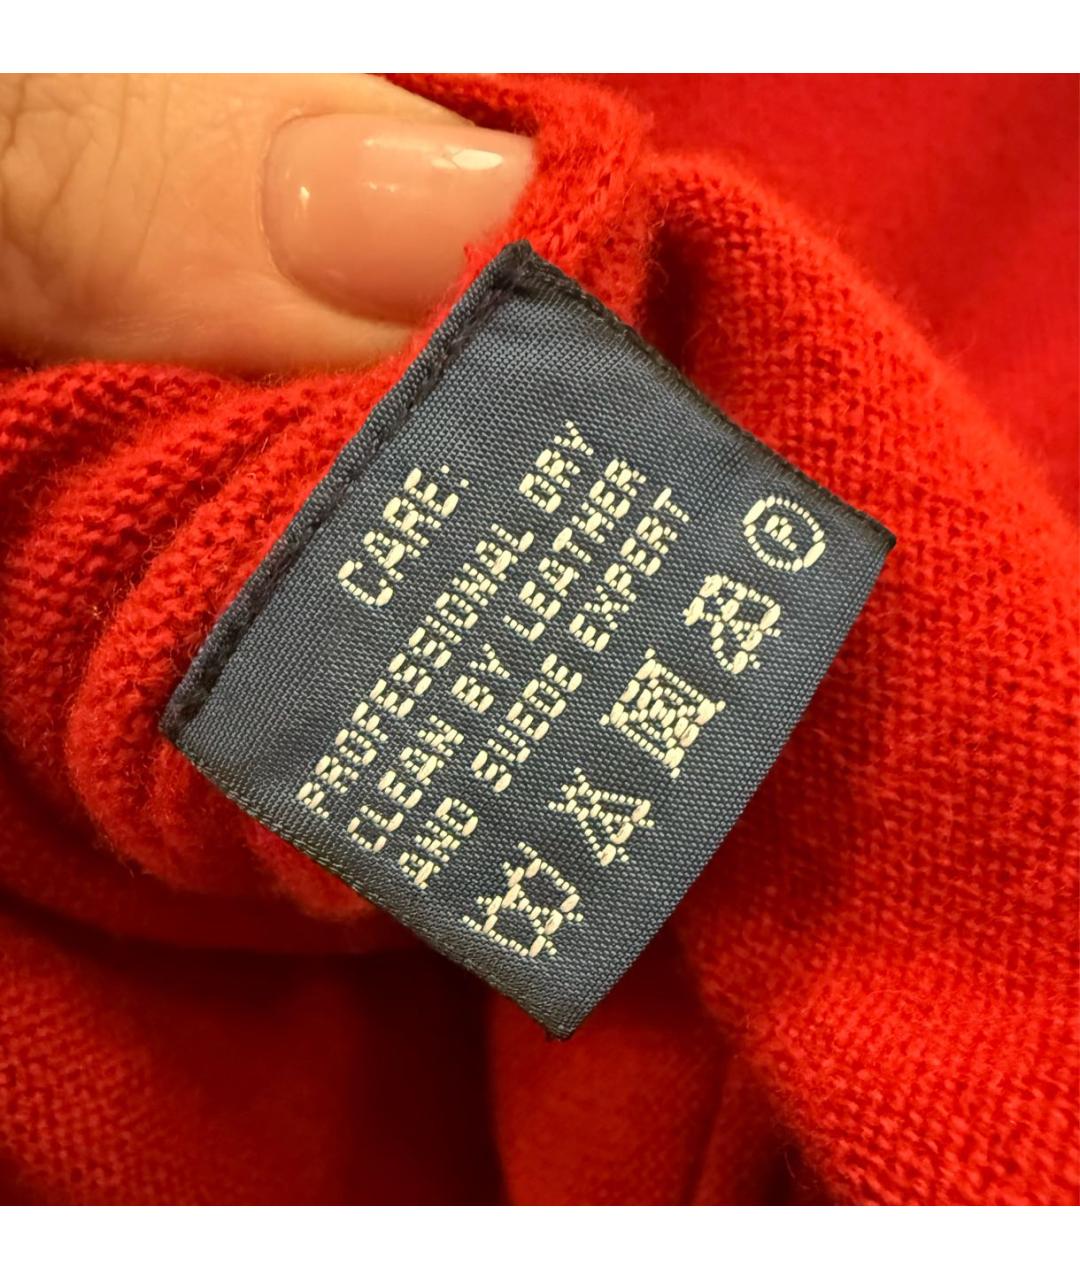 CARE:
PROFESSIONAL DRY
CLEAN BY LEATHER
AND SUEDE EXPERT
P